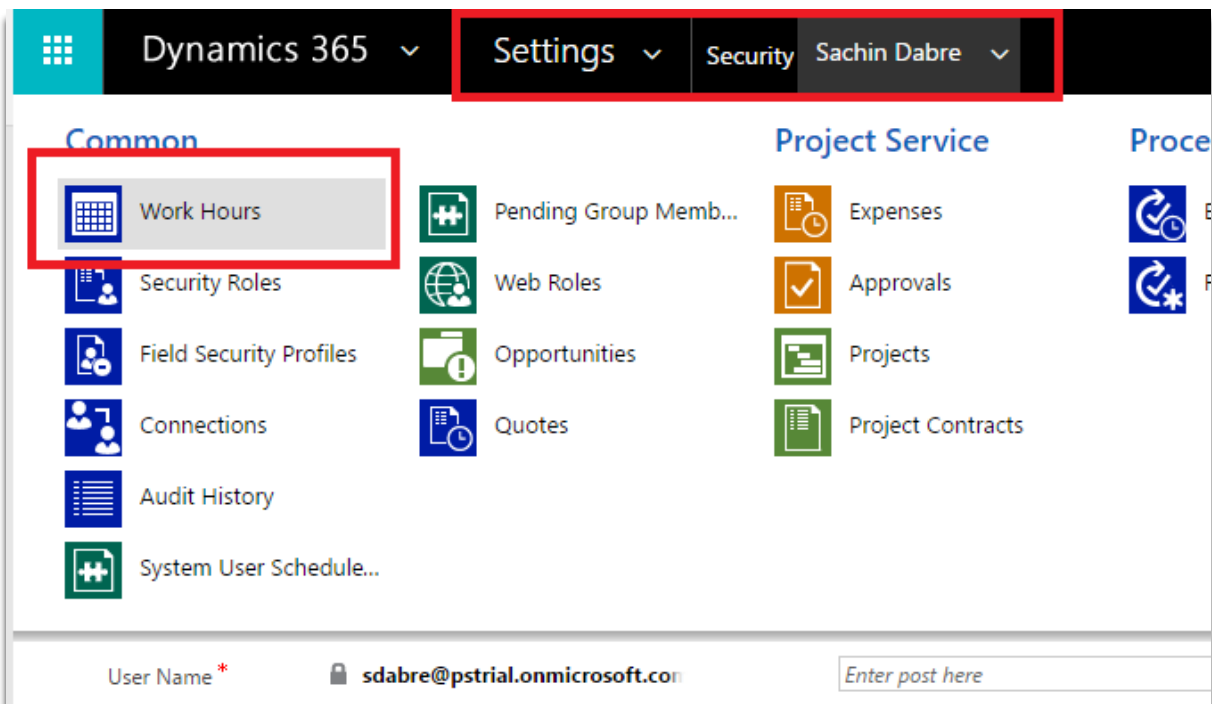 Dynamics 365 Settings Security Sachin Dabre
Common Project Service Proce
Work Hours Pending Group Memb... Expenses
Security Roles Web Roles Approvals
Field Security Profiles Opportunities Projects
Connections Quotes Project Contracts
Audit History
System User Schedule...
User Name * sdabre@pstrial.onmicrosoft.con Enter post here